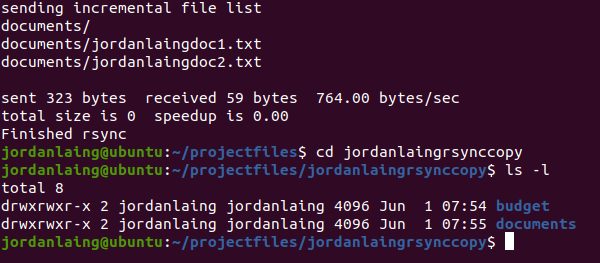 sending incremental file list
documents/
documents/jordanlaingdoc1.txt
documents/jordanlaingdoc2.txt

sent 323 bytes  received 59 bytes  764.00 bytes/sec
total size is 0  speedup is 0.00
Finished rsync
jordanlaing@ubuntu:~/projectfiles$ cd jordanlaingrsynccopy
jordanlaing@ubuntu:~/projectfiles/jordanlaingrsynccopy$ ls -l
total 8
drwxrwxr-x 2 jordanlaing jordanlaing 4096 Jun  1 07:54 budget
drwxrwxr-x 2 jordanlaing jordanlaing 4096 Jun  1 07:55 documents
jordanlaing@ubuntu:~/projectfiles/jordanlaingrsynccopy$